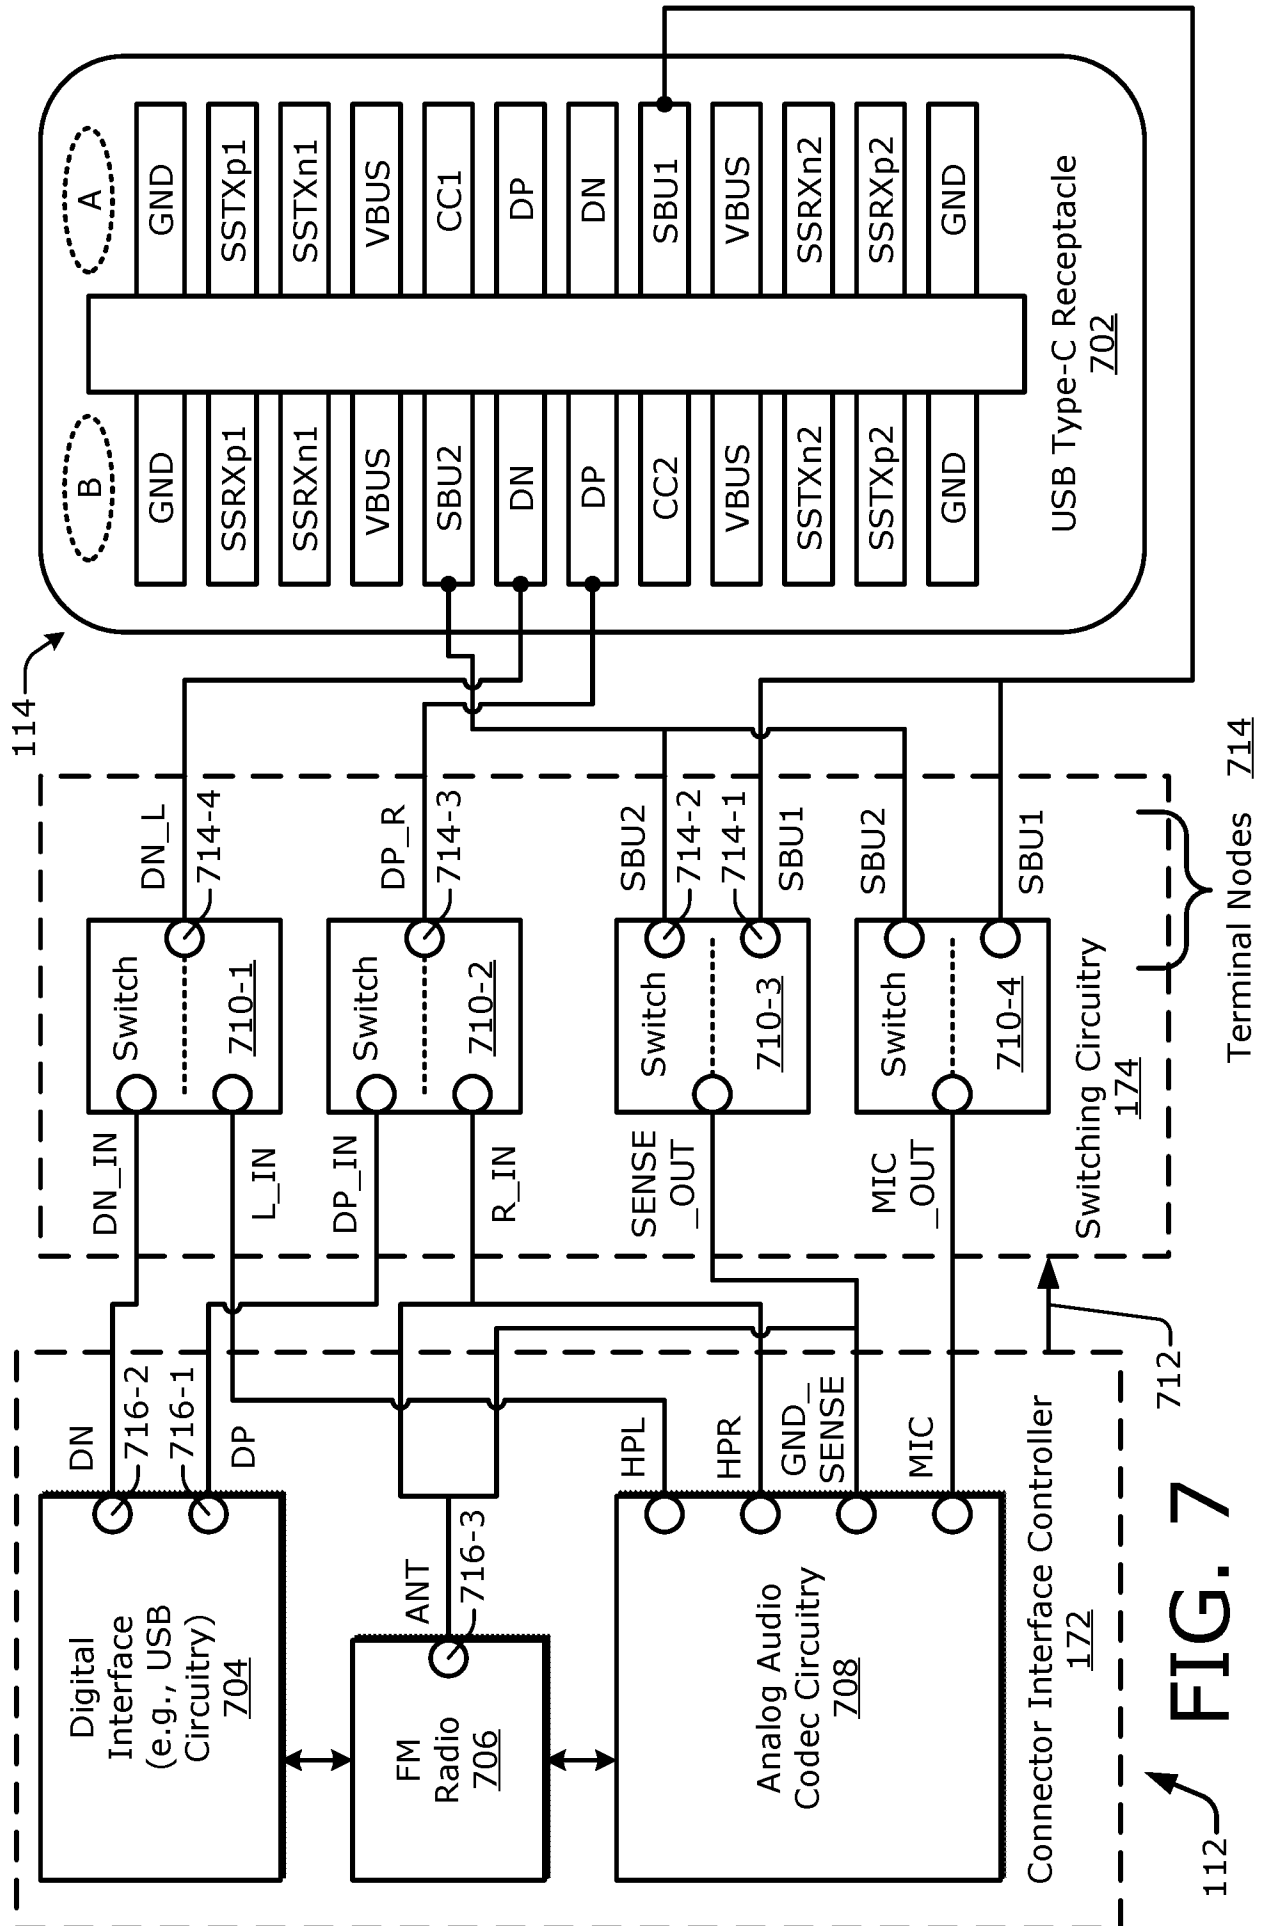 112
Digital
Interface
(e.g., USB
Circuitry)
704
FM
Radio
706
Analog Audio
Codec Circuitry
708
Connector Interface Controller
172
DN
716-2
716-1
DP
ANT
716-3
HPL
HPR
GND_
SENSE
MIC
712
DN_IN
L_IN
DP_IN
R_IN
SENSE
_OUT
MIC
_OUT
Switch
710-1
Switch
710-2
Switch
710-3
Switch
710-4
Switching Circuitry
174
DN_L
714-4
DP_R
714-3
SBU2
714-2
714-1
SBU1
SBU2
SBU1
Terminal Nodes 714
114
B
GND
SSRXp1
SSRXn1
VBUS
SBU2
DN
DP
CC2
VBUS
SSTXn2
SSTXp2
GND
A
GND
SSTXp1
SSTXn1
VBUS
CC1
DP
DN
SBU1
VBUS
SSRXn2
SSRXp2
GND
USB Type-C Receptacle
702
FIG. 7